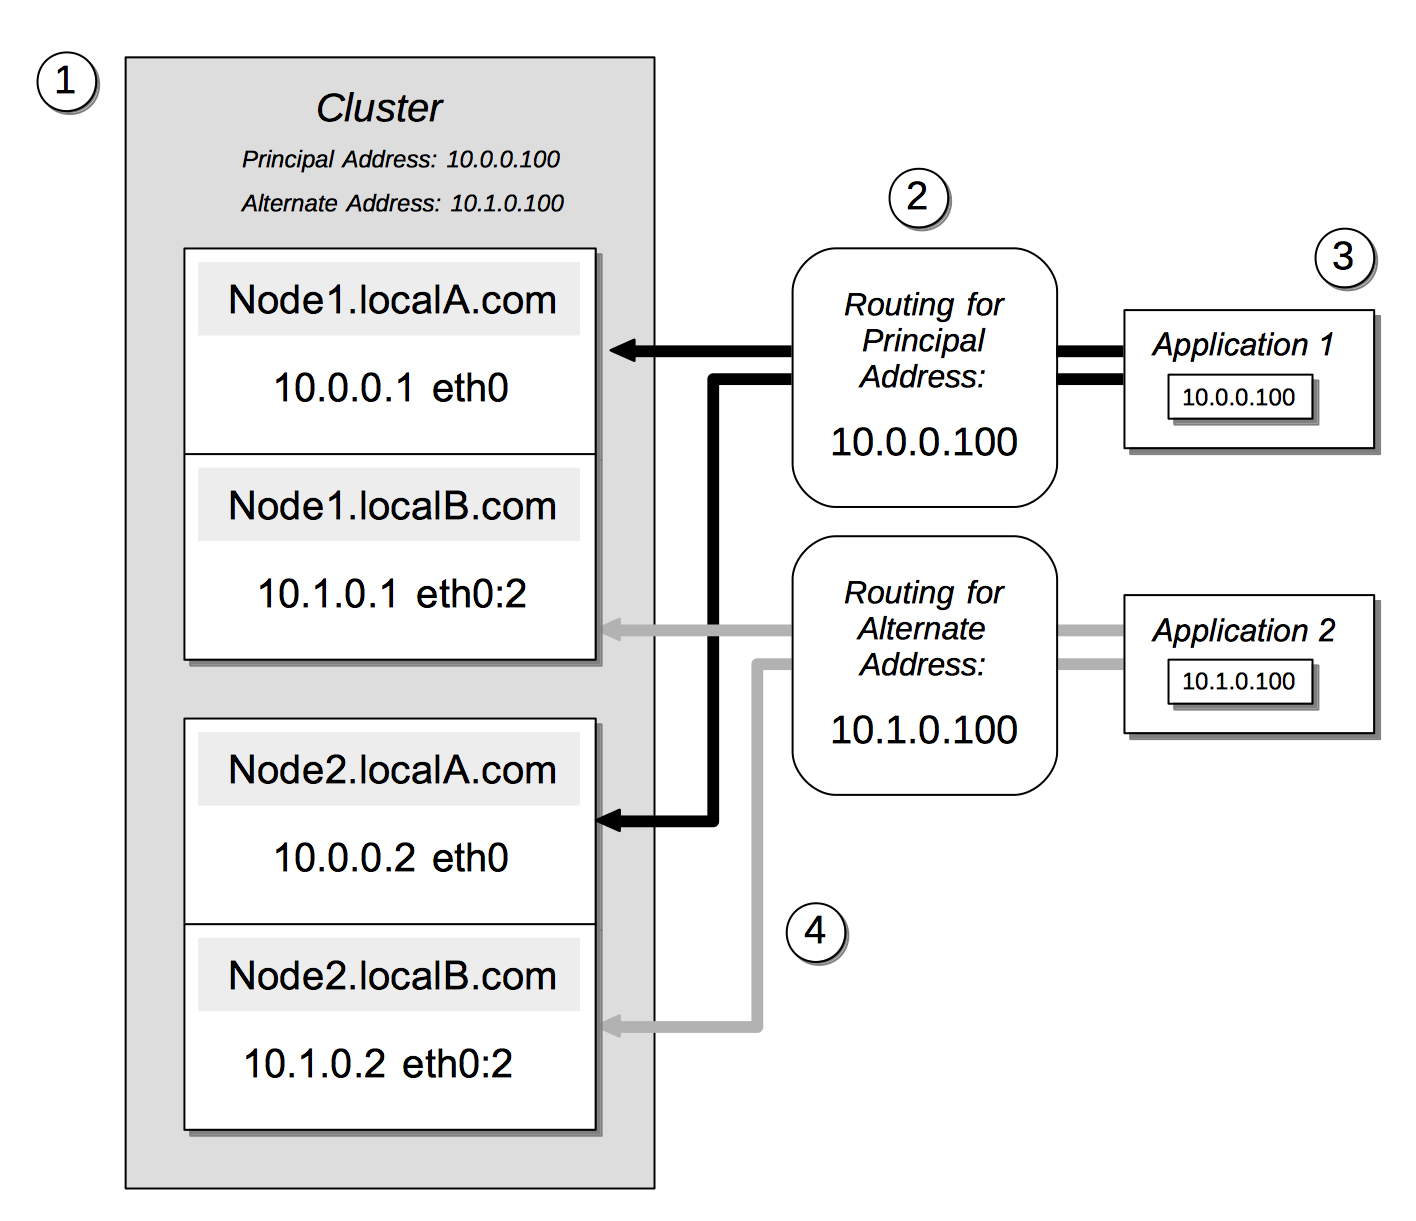 1
Cluster
Principal Address: 10.0.0.100
Alternate Address: 10.1.0.100
Node1.localA.com
10.0.0.1 eth0
Node1.localB.com
10.1.0.1 eth0:2
Node2.localA.com
10.0.0.2 eth0
Node2.localB.com
10.1.0.2 eth0:2
2
Routing for
Principal
Address:
10.0.0.100
Routing for
Alternate
Address:
10.1.0.100
3
Application 1
10.0.0.100
Application 2
10.1.0.100
4